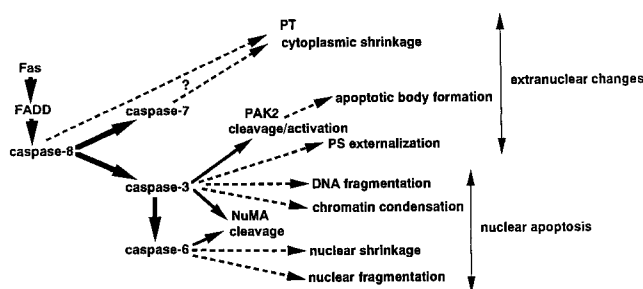 PT
cytoplasmic shrinkage
?
Fas
FADD
caspase-8
caspase-7
PAK2
cleavage/activation
apoptotic body formation
PS externalization
extranuclear changes
caspase-3
DNA fragmentation
chromatin condensation
NuMA
cleavage
nuclear apoptosis
caspase-6
nuclear shrinkage
nuclear fragmentation